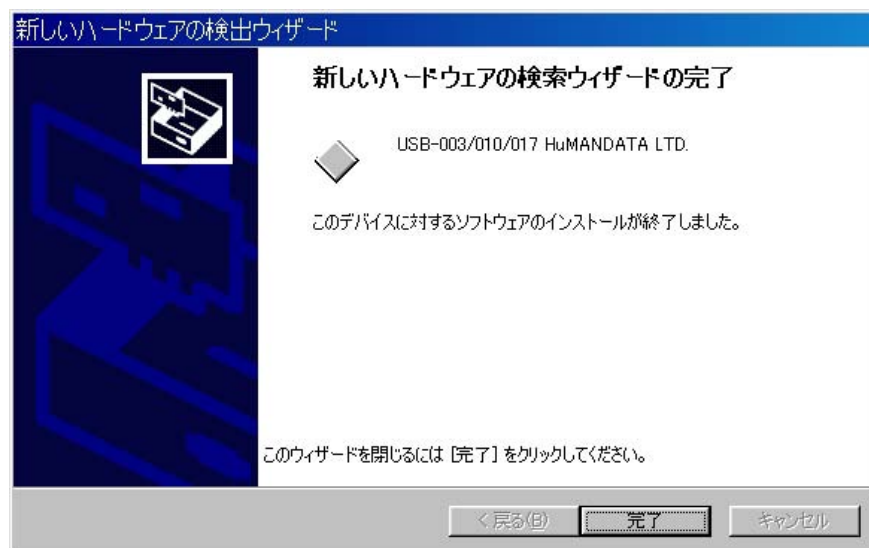 新しいハードウェアの検出ウィザード
新しいハードウェアの検索ウィザードの完了
USB-003/010/017 HuMANDATA LTD.
このデバイスに対するソフトウェアのインストールが終了しました。
このウィザードを閉じるには [完了] をクリックしてください。
< 戻る(B)
完了
キャンセル